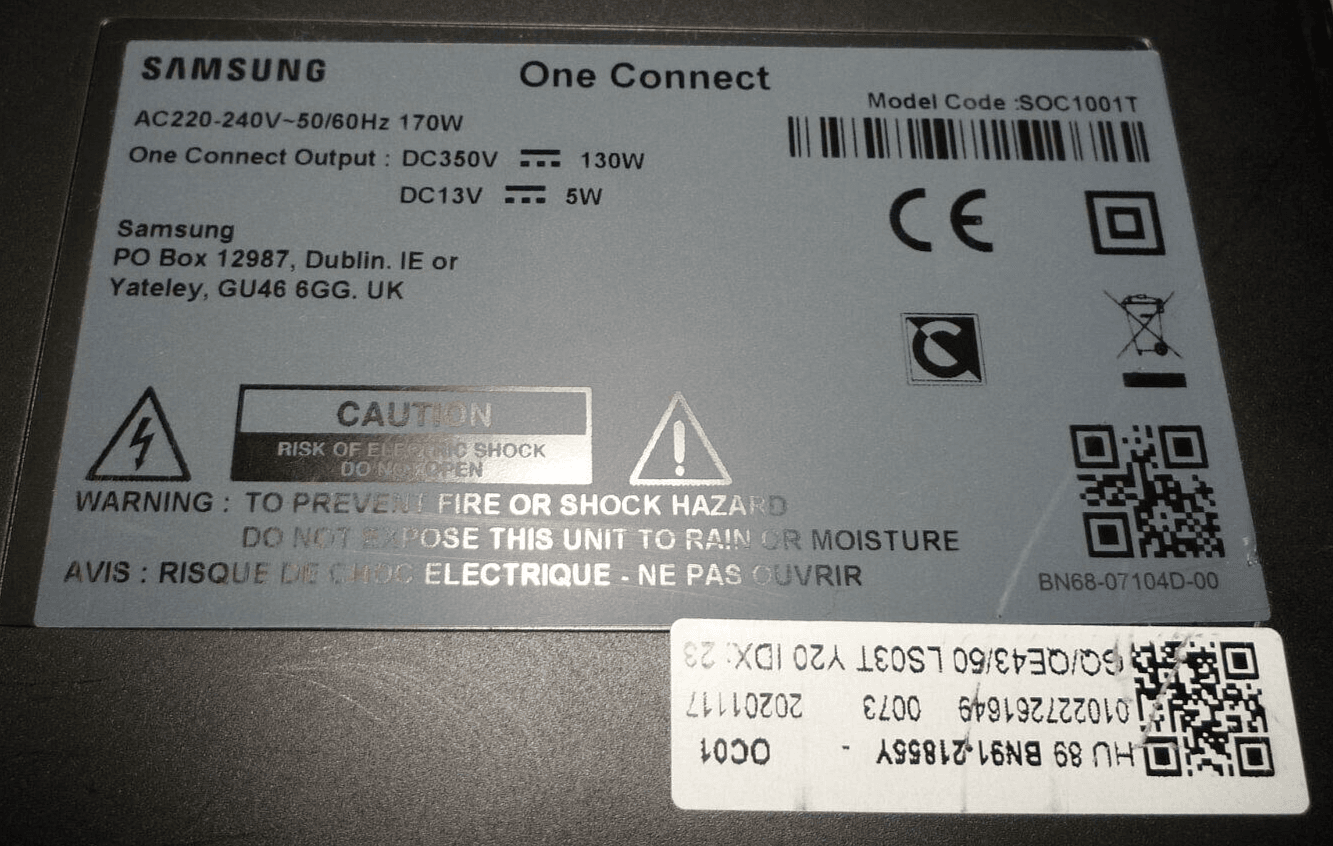 SAMSUNG
One Connect
Model Code :SOC1001T
AC220-240V~50/60Hz 170W
One Connect Output : DC350V ⎓ 130W
DC13V ⎓ 5W
Samsung
PO Box 12987, Dublin. IE or
Yateley, GU46 6GG. UK
CE
CAUTION
RISK OF ELECTRIC SHOCK
DO NOT OPEN
WARNING : TO PREVENT FIRE OR SHOCK HAZARD
DO NOT EXPOSE THIS UNIT TO RAIN OR MOISTURE
AVIS : RISQUE DE CHOC ELECTRIQUE - NE PAS OUVRIR
BN68-07104D-00
HU 89 BN91-21855Y - OC01
010227261649 0073 20201117
GQ/QE43/50 LS03T Y20 IDX: 23